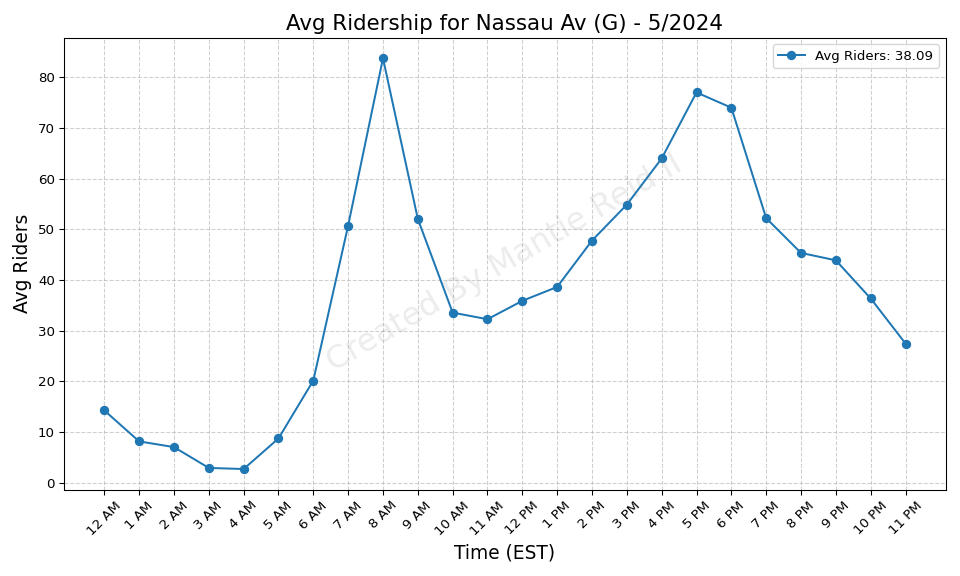 Avg Ridership for Nassau Av (G) - 5/2024
Avg Riders: 38.09
Avg Riders
80
70
60
50
40
30
20
10
0
Created By Mantie Reid II
12 AM
1 AM
2 AM
3 AM
4 AM
5 AM
6 AM
7 AM
8 AM
9 AM
10 AM
11 AM
12 PM
1 PM
2 PM
3 PM
4 PM
5 PM
6 PM
7 PM
8 PM
9 PM
10 PM
11 PM
Time (EST)